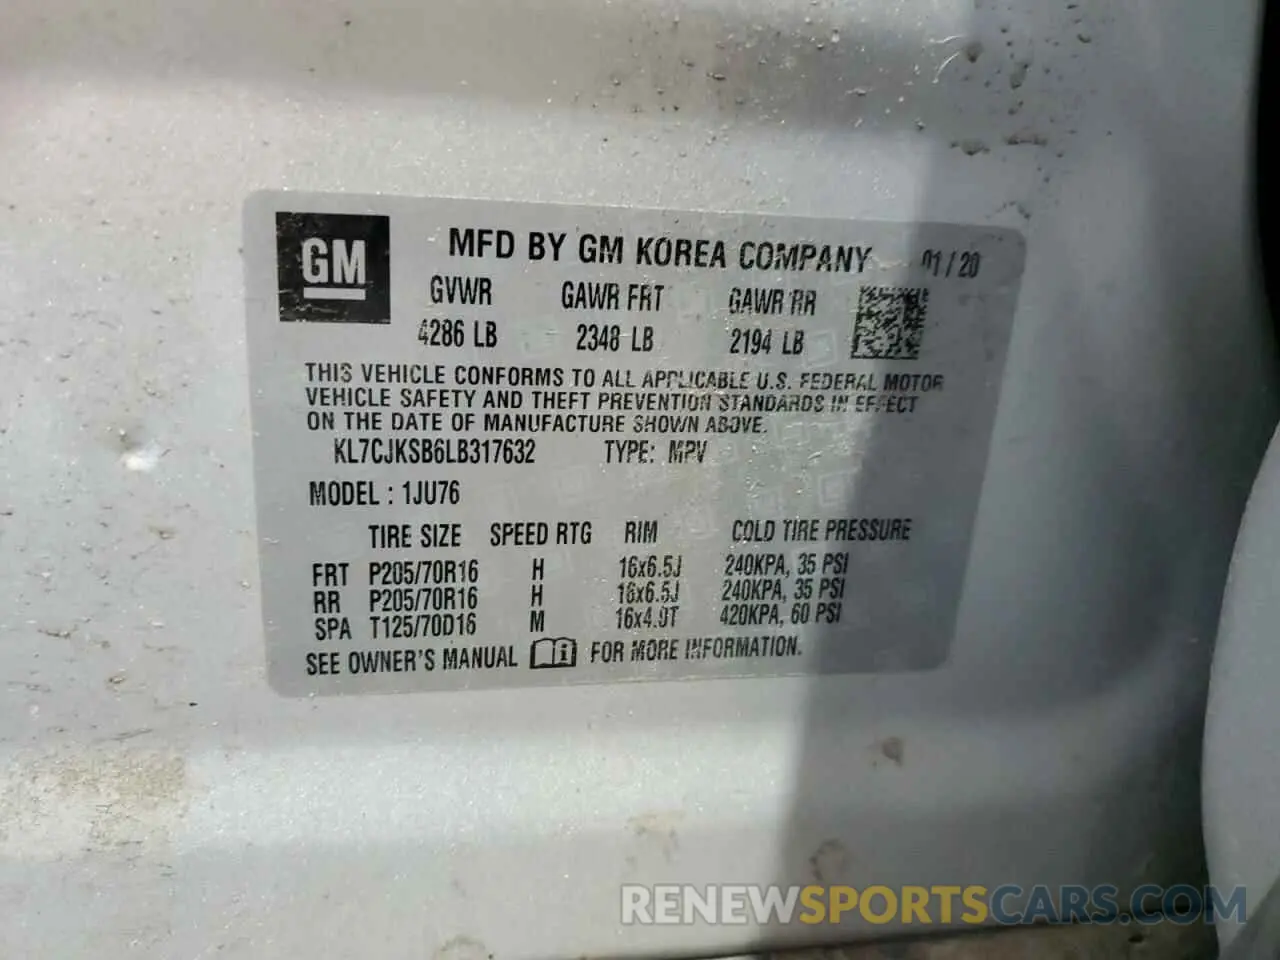 GM
MFD BY GM KOREA COMPANY 01/20
GVWR GAWR FRT GAWR RR
4286 LB 2348 LB 2194 LB
THIS VEHICLE CONFORMS TO ALL APPLICABLE U.S. FEDERAL MOTOR
VEHICLE SAFETY AND THEFT PREVENTION STANDARDS IN EFFECT
ON THE DATE OF MANUFACTURE SHOWN ABOVE.
KL7CJKSB6LB317632 TYPE: MPV
MODEL : 1JU76
TIRE SIZE SPEED RTG RIM COLD TIRE PRESSURE
FRT P205/70R16 H 16x6.5J 240KPA, 35 PSI
RR P205/70R16 H 16x6.5J 240KPA, 35 PSI
SPA T125/70D16 M 16x4.0T 420KPA, 60 PSI
SEE OWNER'S MANUAL FOR MORE INFORMATION.
RENEWSPORTSCARS.COM